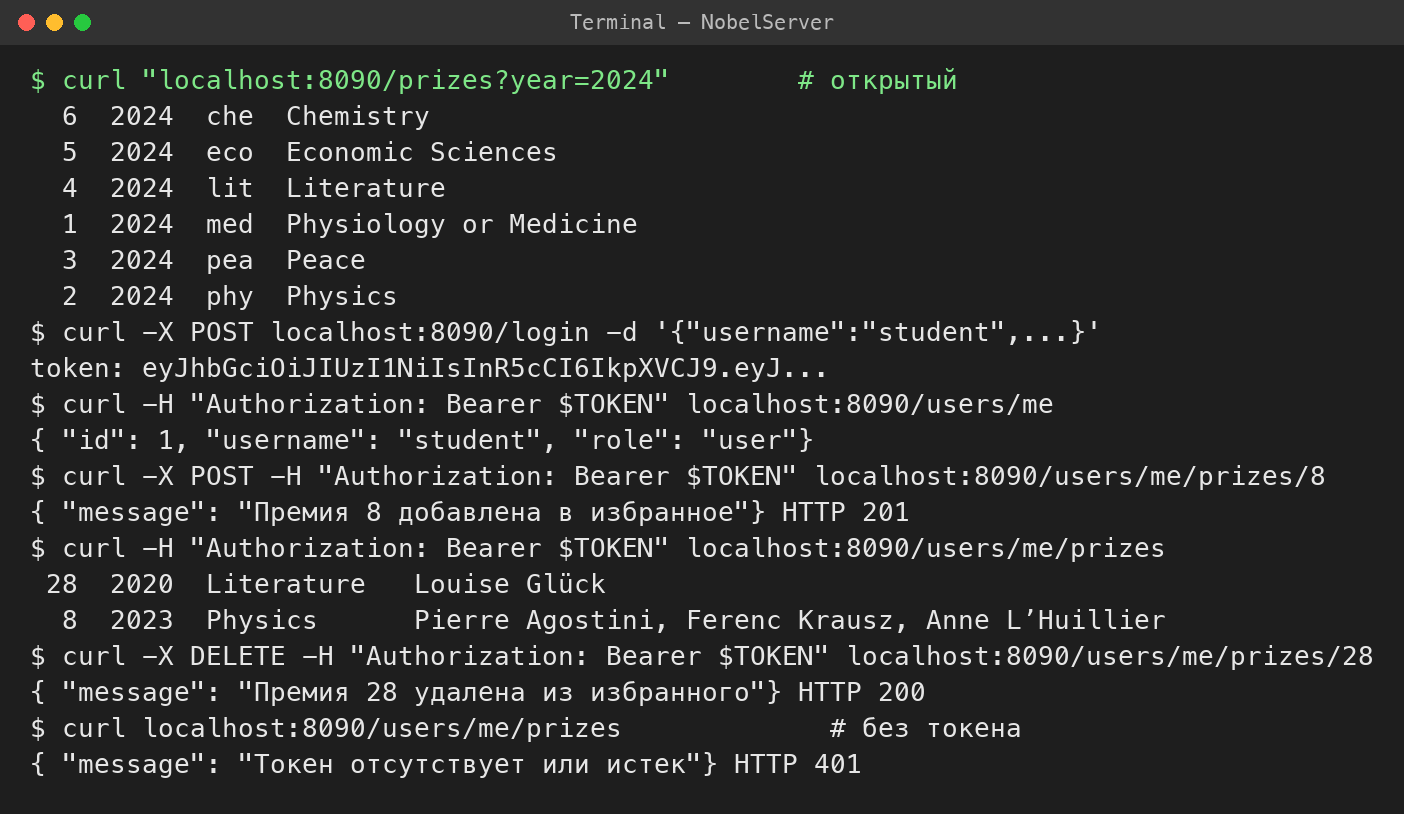 Terminal — NobelServer
$ curl "localhost:8090/prizes?year=2024"        # открытый
  6  2024  che  Chemistry
  5  2024  eco  Economic Sciences
  4  2024  lit  Literature
  1  2024  med  Physiology or Medicine
  3  2024  pea  Peace
  2  2024  phy  Physics
$ curl -X POST localhost:8090/login -d '{"username":"student",...}'
token: eyJhbGciOiJIUzI1NiIsInR5cCI6IkpXVCJ9.eyJ...
$ curl -H "Authorization: Bearer $TOKEN" localhost:8090/users/me
{ "id": 1, "username": "student", "role": "user"}
$ curl -X POST -H "Authorization: Bearer $TOKEN" localhost:8090/users/me/prizes/8
{ "message": "Премия 8 добавлена в избранное"} HTTP 201
$ curl -H "Authorization: Bearer $TOKEN" localhost:8090/users/me/prizes
 28  2020  Literature   Louise Glück
  8  2023  Physics      Pierre Agostini, Ferenc Krausz, Anne L’Huillier
$ curl -X DELETE -H "Authorization: Bearer $TOKEN" localhost:8090/users/me/prizes/28
{ "message": "Премия 28 удалена из избранного"} HTTP 200
$ curl localhost:8090/users/me/prizes             # без токена
{ "message": "Токен отсутствует или истек"} HTTP 401